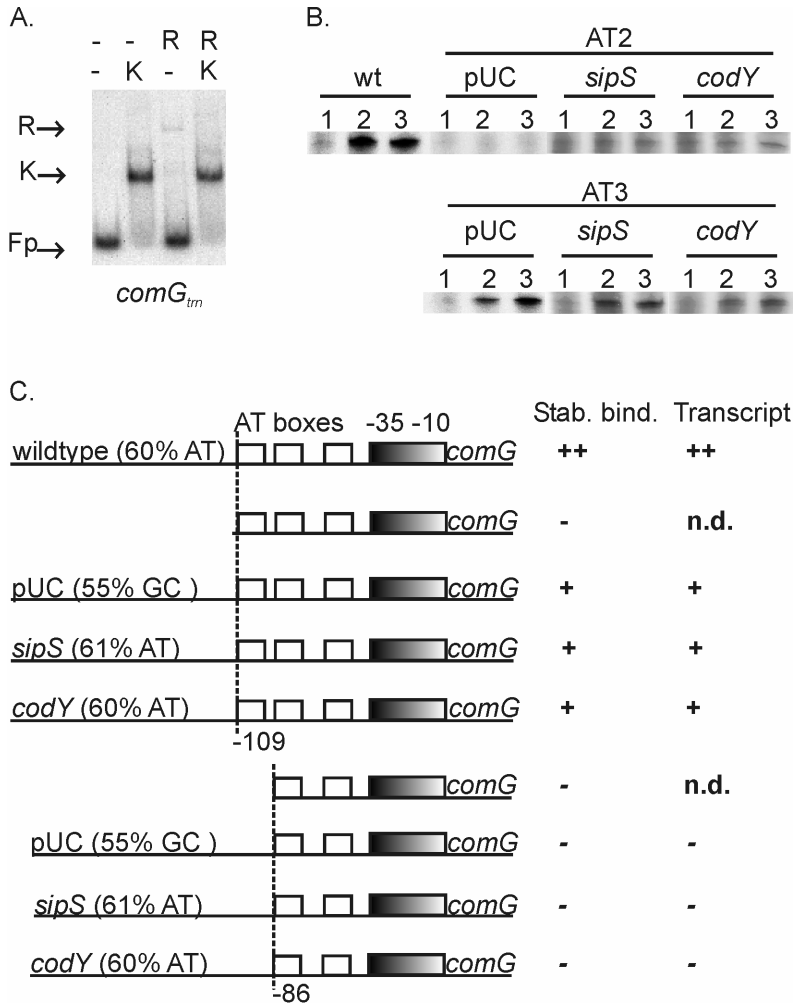 A.
- - R R
- K - K
R→
K→
Fp→
comGtrn
B.
AT2
wt pUC sipS codY
1 2 3 1 2 3 1 2 3 1 2 3
AT3
pUC sipS codY
1 2 3 1 2 3 1 2 3
C.
AT boxes -35 -10 Stab. bind. Transcript
wildtype (60% AT) comG ++ ++
comG - n.d.
pUC (55% GC ) comG + +
sipS (61% AT) comG + +
codY (60% AT) comG + +
-109
comG - n.d.
pUC (55% GC ) comG - -
sipS (61% AT) comG - -
codY (60% AT) comG - -
-86